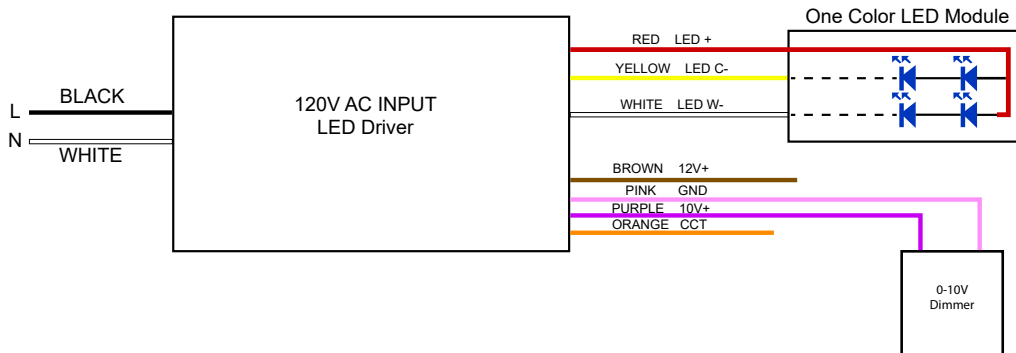 One Color LED Module
RED LED +
YELLOW LED C-
WHITE LED W-
L BLACK
N WHITE
120V AC INPUT
LED Driver
BROWN 12V+
PINK GND
PURPLE 10V+
ORANGE CCT
0-10V
Dimmer